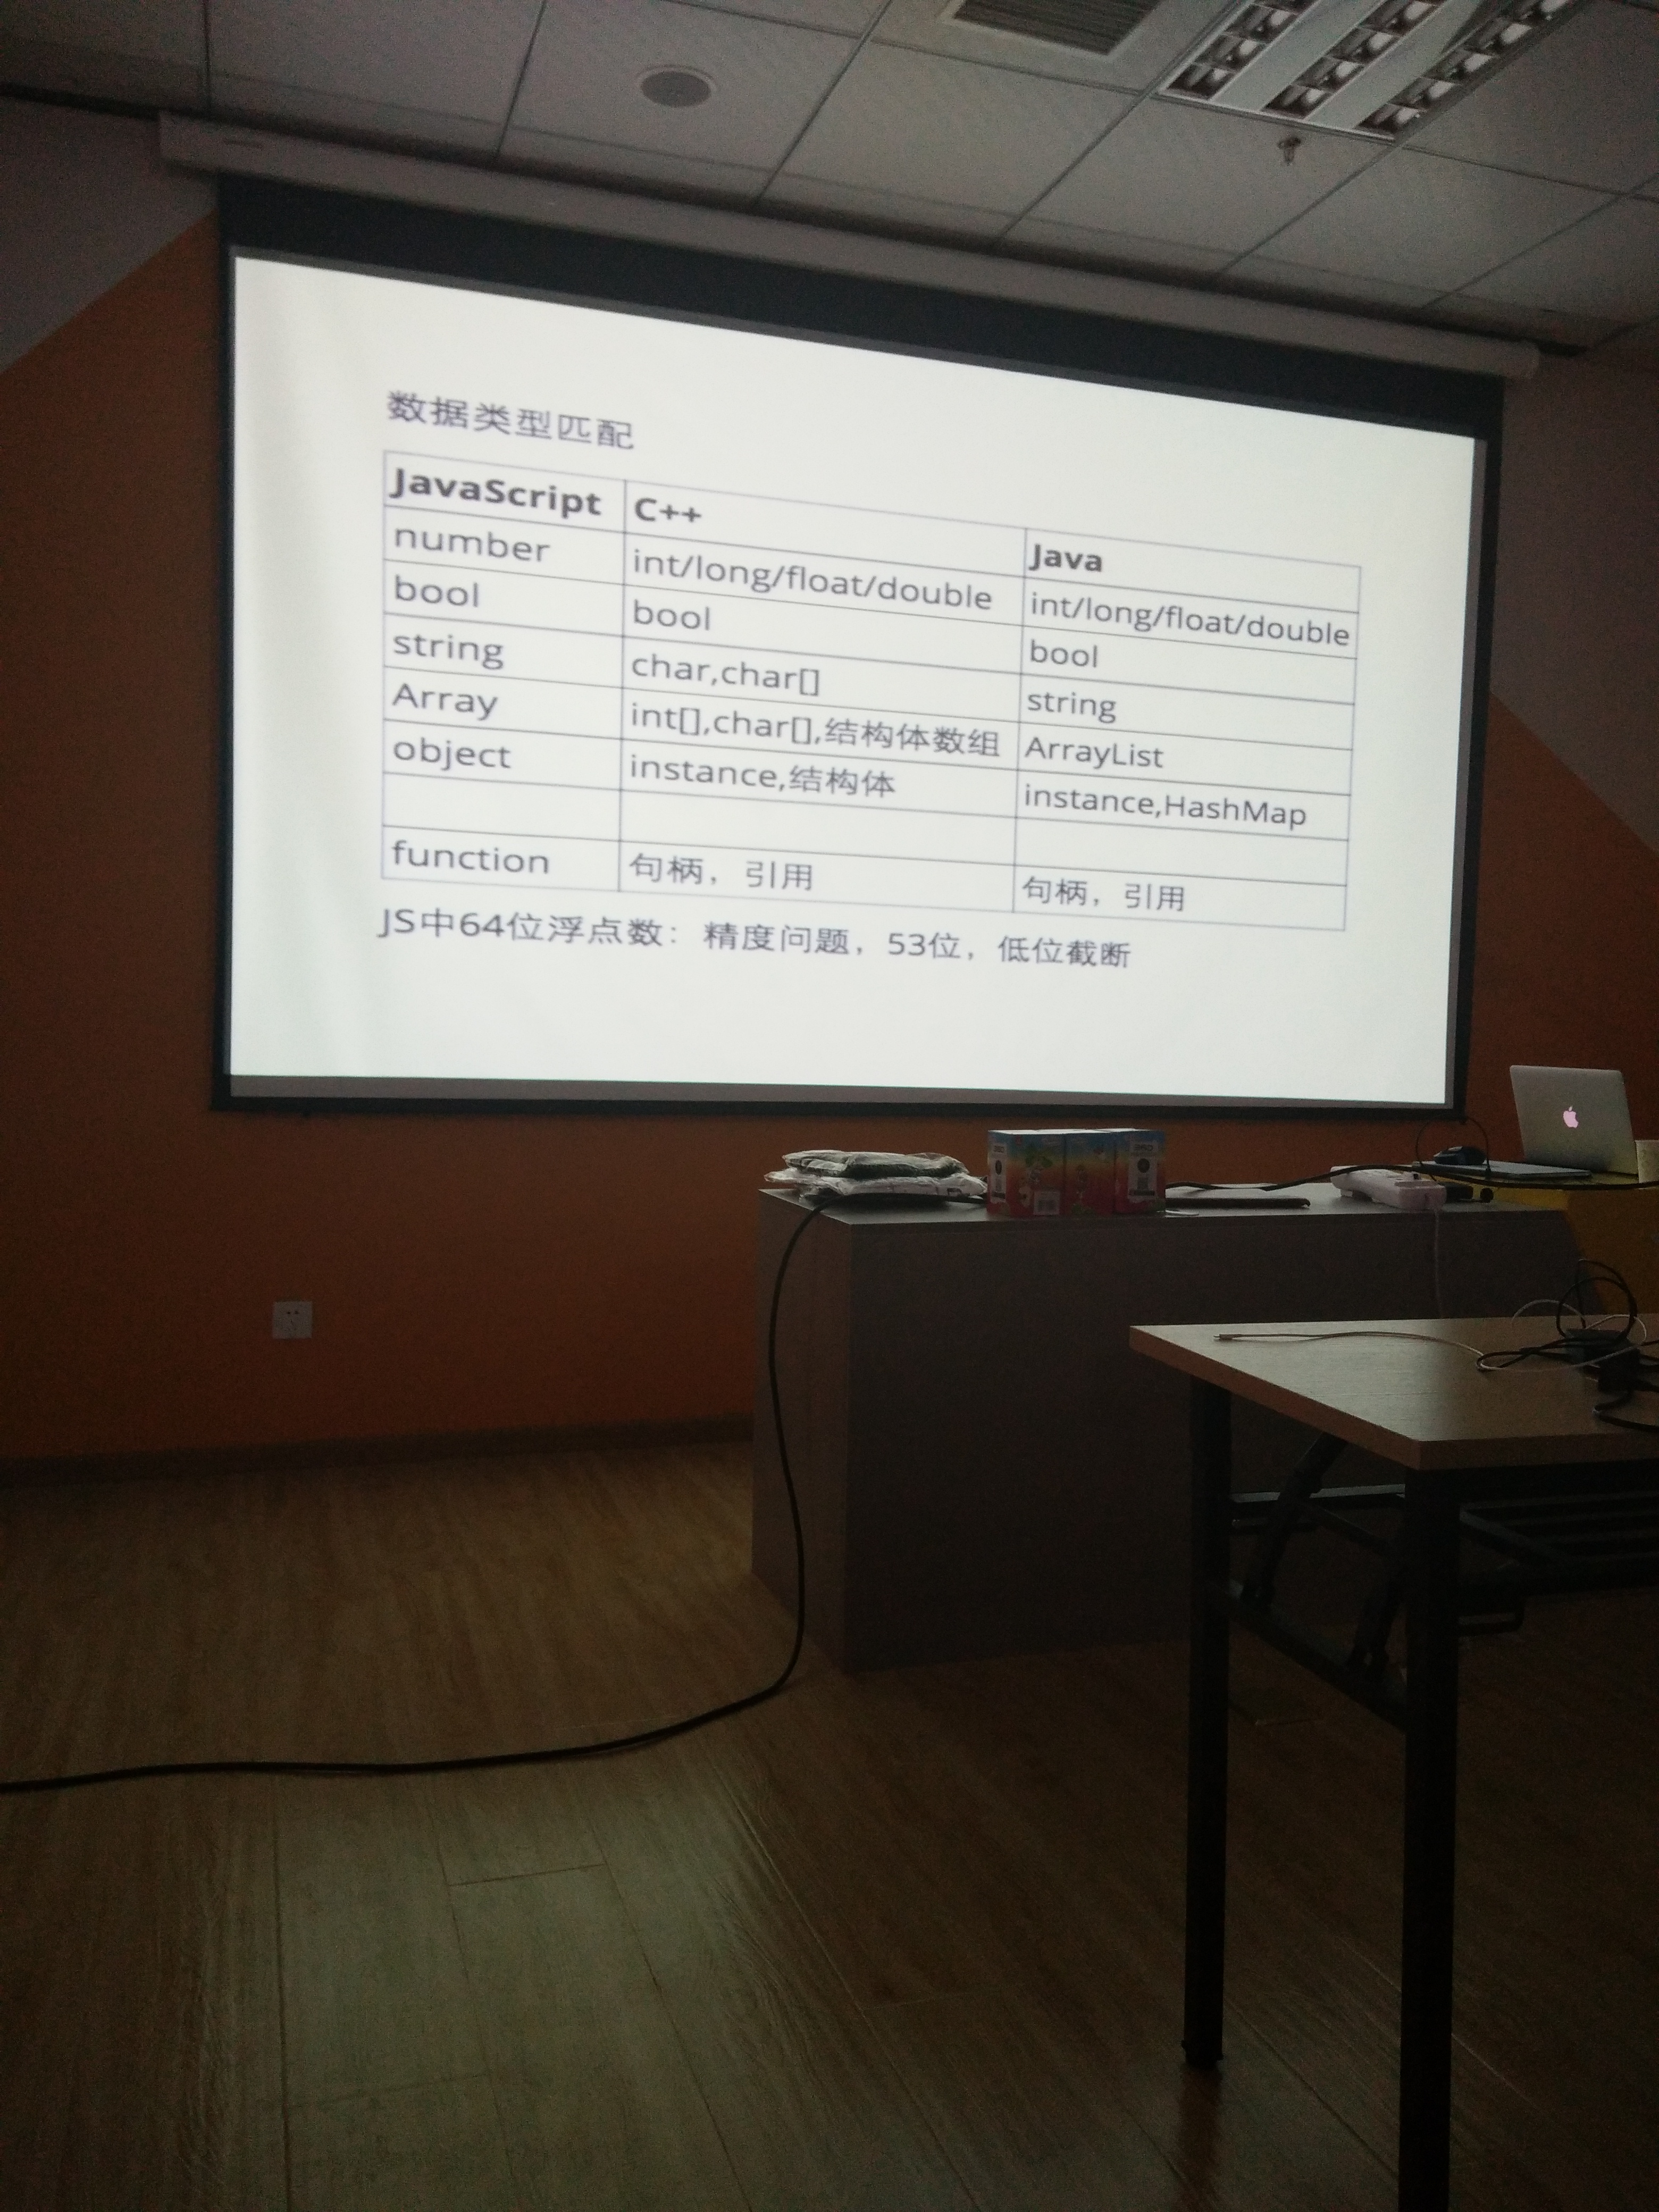 数据类型匹配
JavaScript C++ Java
number int/long/float/double int/long/float/double
bool bool bool
string char,char[] string
Array int[],char[],结构体数组 ArrayList
object instance,结构体 instance,HashMap
function 句柄，引用 句柄，引用
JS中64位浮点数：精度问题，53位，低位截断